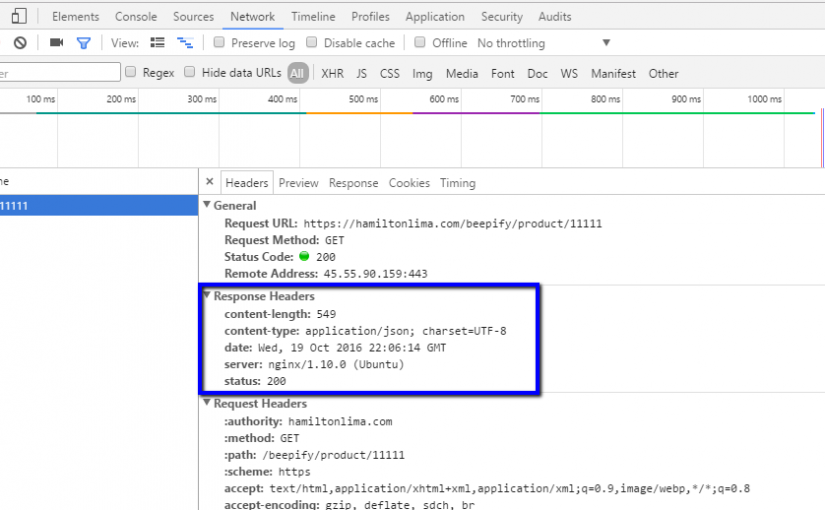 Elements Console Sources Network Timeline Profiles Application Security Audits
View: Preserve log Disable cache Offline No throttling
Regex Hide data URLs All XHR JS CSS Img Media Font Doc WS Manifest Other
100 ms 200 ms 300 ms 400 ms 500 ms 600 ms 700 ms 800 ms 900 ms 1000 ms
× Headers Preview Response Cookies Timing
11111
General
Request URL: https://hamiltonlima.com/beepify/product/11111
Request Method: GET
Status Code: 200
Remote Address: 45.55.90.159:443
Response Headers
content-length: 549
content-type: application/json; charset=UTF-8
date: Wed, 19 Oct 2016 22:06:14 GMT
server: nginx/1.10.0 (Ubuntu)
status: 200
Request Headers
:authority: hamiltonlima.com
:method: GET
:path: /beepify/product/11111
:scheme: https
accept: text/html,application/xhtml+xml,application/xml;q=0.9,image/webp,*/*;q=0.8
accept-encoding: gzip, deflate, sdch, br